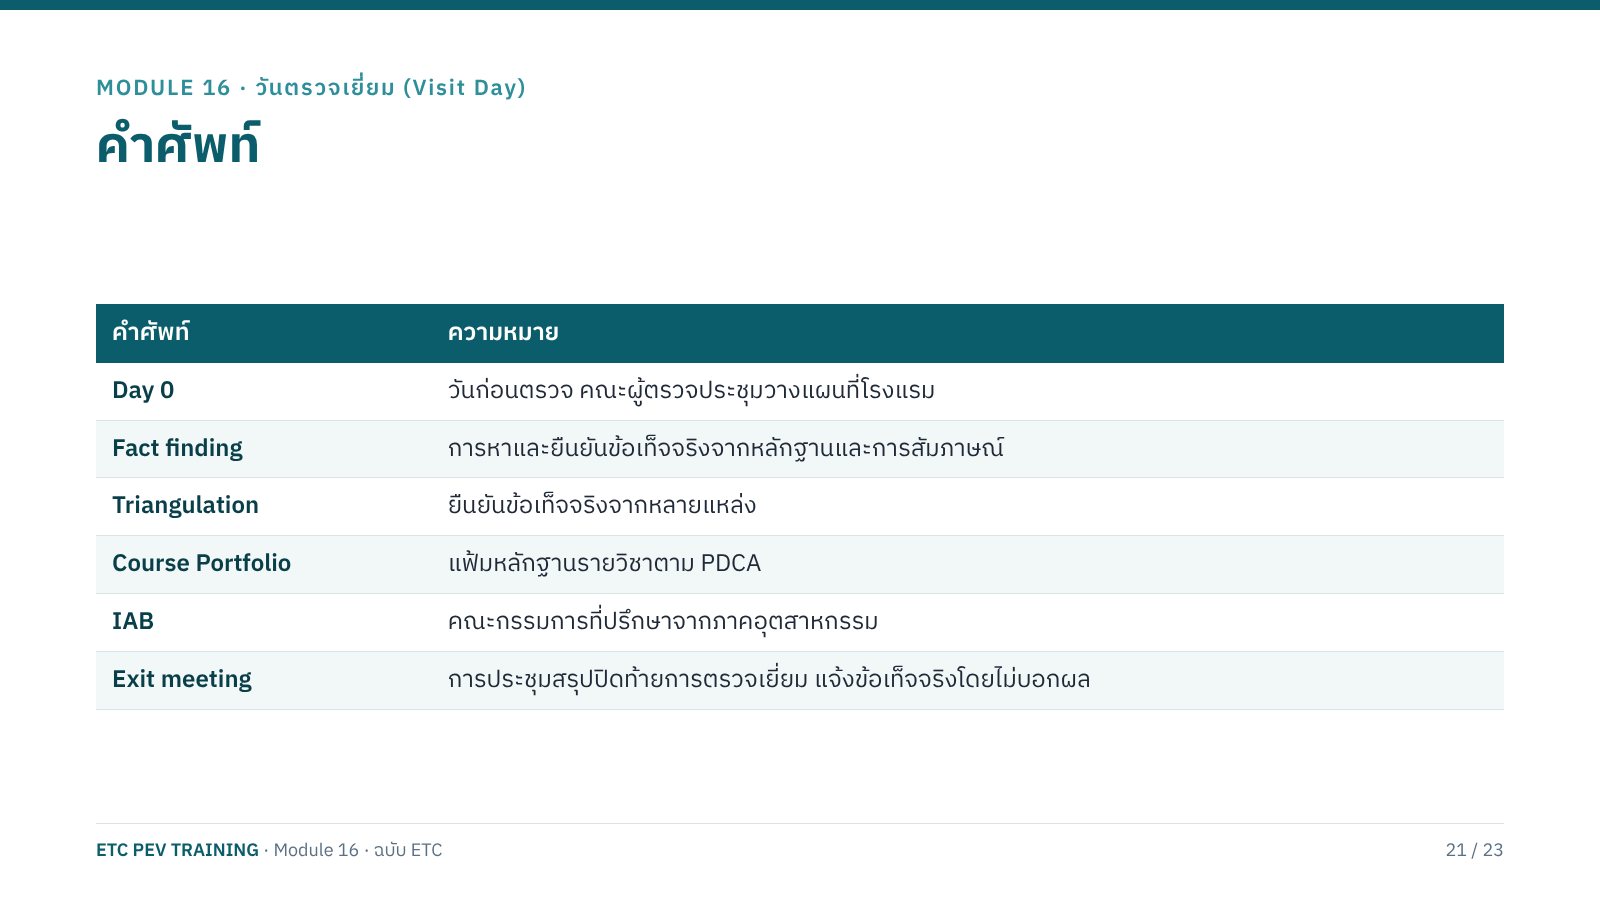 MODULE 16 · วันตรวจเยี่ยม (Visit Day)
คำศัพท์
คำศัพท์ ความหมาย
Day 0 วันก่อนตรวจ คณะผู้ตรวจประชุมวางแผนที่โรงแรม
Fact finding การหาและยืนยันข้อเท็จจริงจากหลักฐานและการสัมภาษณ์
Triangulation ยืนยันข้อเท็จจริงจากหลายแหล่ง
Course Portfolio แฟ้มหลักฐานรายวิชาตาม PDCA
IAB คณะกรรมการที่ปรึกษาจากภาคอุตสาหกรรม
Exit meeting การประชุมสรุปปิดท้ายการตรวจเยี่ยม แจ้งข้อเท็จจริงโดยไม่บอกผล
ETC PEV TRAINING · Module 16 · ฉบับ ETC 21 / 23